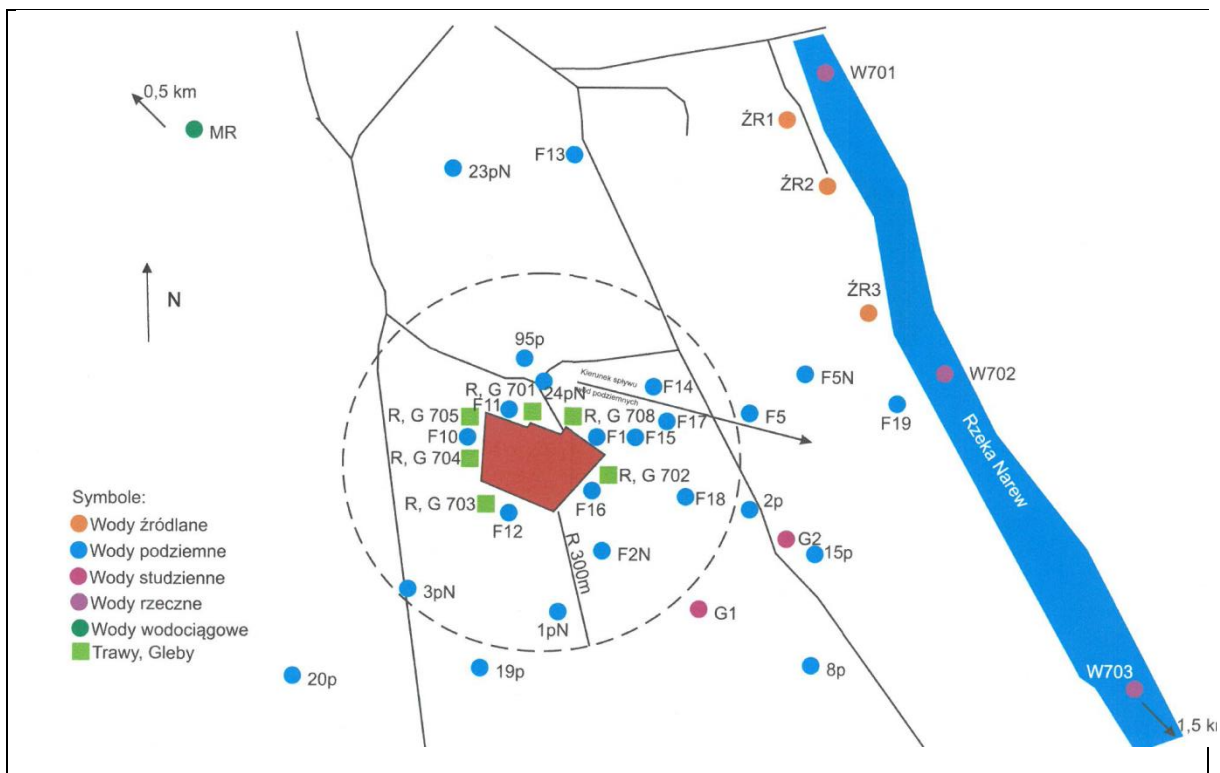 W701
0,5 km
MR
ŹR1
F13
23pN
ŹR2
N
ŹR3
95p
Kierunek spływu
wód podziemnych
F14
F5N
W702
R, G 701
24pN
F11
R, G 705
R, G 708
F17
F5
F19
Rzeka Narew
F10
F1
F15
R, G 704
R, G 702
Symbole:
Wody źródlane
Wody podziemne
Wody studzienne
Wody rzeczne
Wody wodociągowe
Trawy, Gleby
R, G 703
F12
F16
F18
2p
G2
15p
F2N
R 300m
3pN
1pN
G1
20p
19p
8p
W703
1,5 km